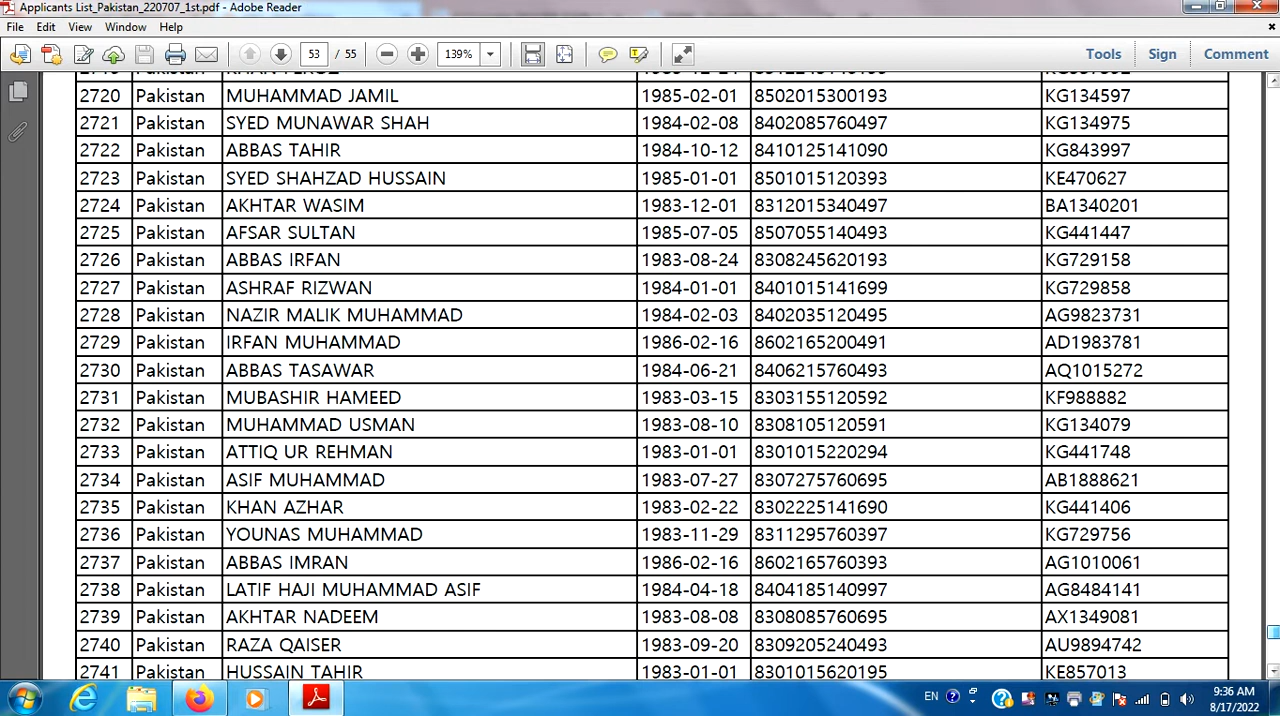 Applicants List_Pakistan_220707_1st.pdf - Adobe Reader
File Edit View Window Help
53 / 55 139% Tools Sign Comment
2720 Pakistan MUHAMMAD JAMIL 1985-02-01 8502015300193 KG134597
2721 Pakistan SYED MUNAWAR SHAH 1984-02-08 8402085760497 KG134975
2722 Pakistan ABBAS TAHIR 1984-10-12 8410125141090 KG843997
2723 Pakistan SYED SHAHZAD HUSSAIN 1985-01-01 8501015120393 KE470627
2724 Pakistan AKHTAR WASIM 1983-12-01 8312015340497 BA1340201
2725 Pakistan AFSAR SULTAN 1985-07-05 8507055140493 KG441447
2726 Pakistan ABBAS IRFAN 1983-08-24 8308245620193 KG729158
2727 Pakistan ASHRAF RIZWAN 1984-01-01 8401015141699 KG729858
2728 Pakistan NAZIR MALIK MUHAMMAD 1984-02-03 8402035120495 AG9823731
2729 Pakistan IRFAN MUHAMMAD 1986-02-16 8602165200491 AD1983781
2730 Pakistan ABBAS TASAWAR 1984-06-21 8406215760493 AQ1015272
2731 Pakistan MUBASHIR HAMEED 1983-03-15 8303155120592 KF988882
2732 Pakistan MUHAMMAD USMAN 1983-08-10 8308105120591 KG134079
2733 Pakistan ATTIQ UR REHMAN 1983-01-01 8301015220294 KG441748
2734 Pakistan ASIF MUHAMMAD 1983-07-27 8307275760695 AB1888621
2735 Pakistan KHAN AZHAR 1983-02-22 8302225141690 KG441406
2736 Pakistan YOUNAS MUHAMMAD 1983-11-29 8311295760397 KG729756
2737 Pakistan ABBAS IMRAN 1986-02-16 8602165760393 AG1010061
2738 Pakistan LATIF HAJI MUHAMMAD ASIF 1984-04-18 8404185140997 AG8484141
2739 Pakistan AKHTAR NADEEM 1983-08-08 8308085760695 AX1349081
2740 Pakistan RAZA QAISER 1983-09-20 8309205240493 AU9894742
2741 Pakistan HUSSAIN TAHIR 1983-01-01 8301015620195 KE857013
EN 9:36 AM
8/17/2022